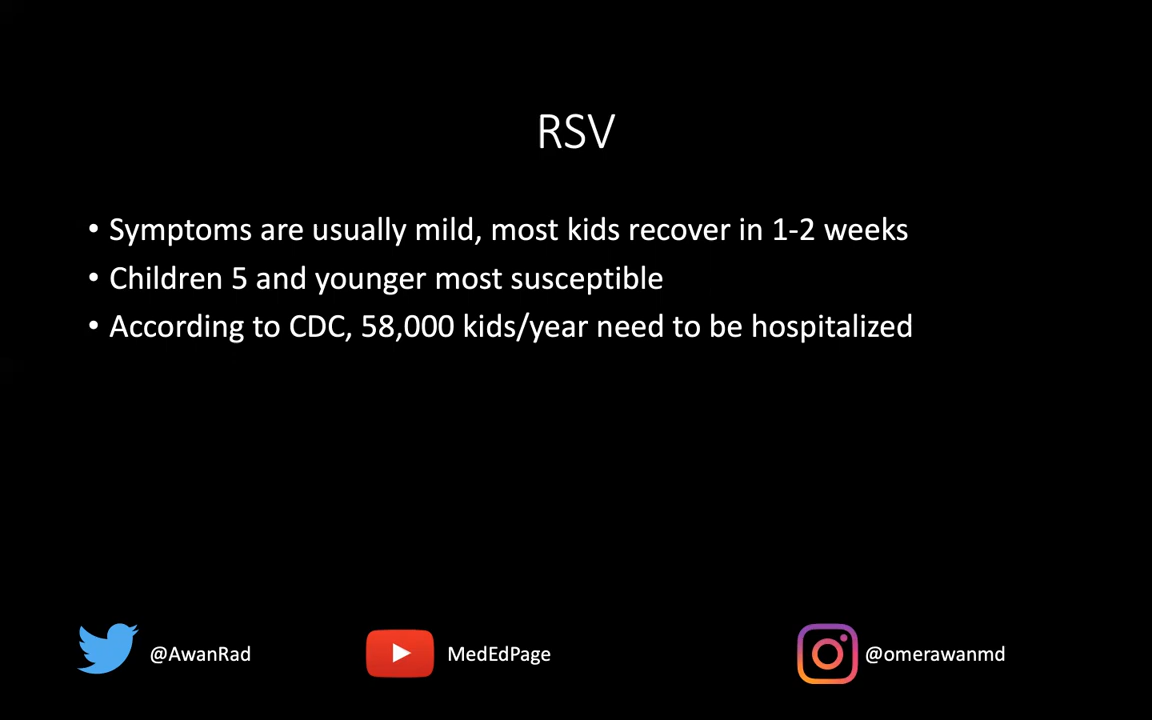 RSV
• Symptoms are usually mild, most kids recover in 1-2 weeks
• Children 5 and younger most susceptible
• According to CDC, 58,000 kids/year need to be hospitalized
@AwanRad
MedEdPage
@omerawanmd